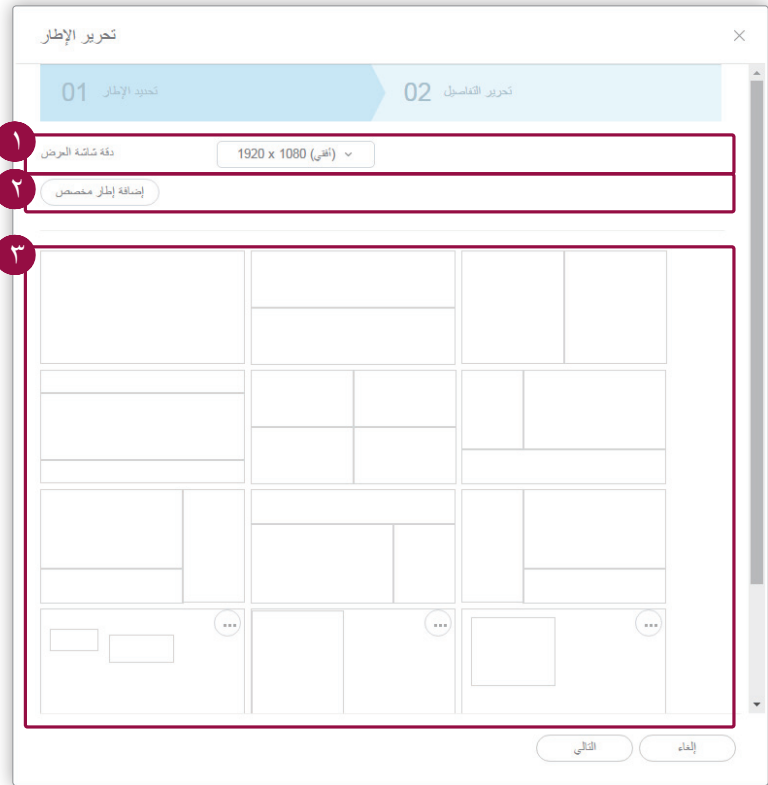 تحرير الإطار
01 تحديد الإطار
02 تحرير التفاصيل
١
دقة شاشة العرض
1920 x 1080 (أفقي)
٢
إضافة إطار مخصص
٣
التالي
إلغاء